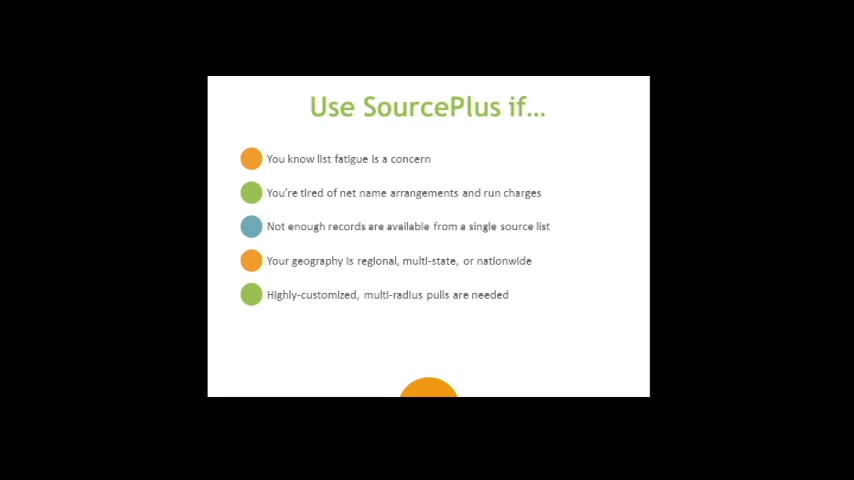 Use SourcePlus if...
You know list fatigue is a concern
You're tired of net name arrangements and run charges
Not enough records are available from a single source list
Your geography is regional, multi-state, or nationwide
Highly-customized, multi-radius pulls are needed